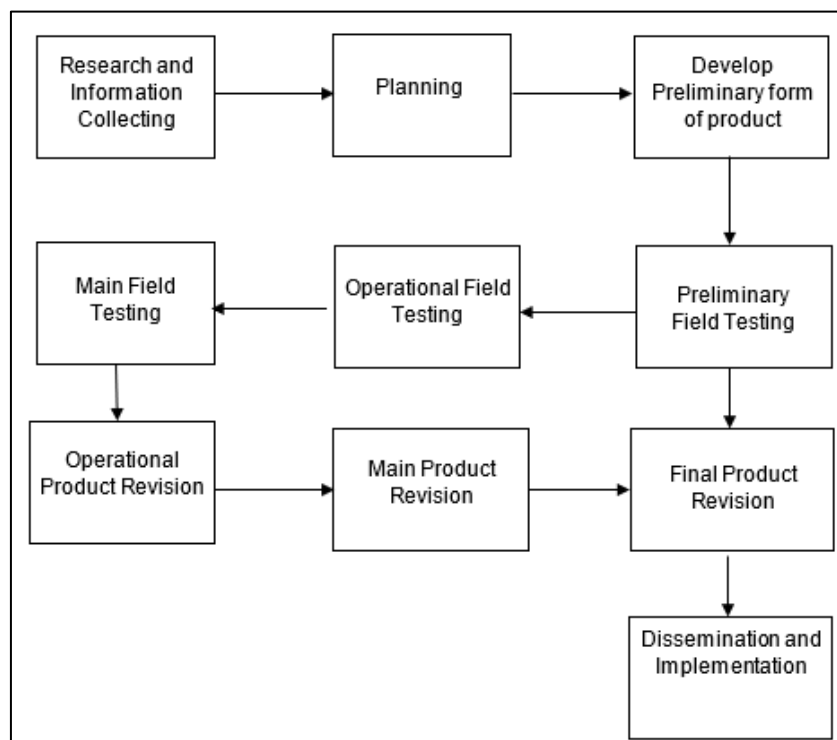 Research and
Information
Collecting
Planning
Develop
Preliminary form
of product
Main Field
Testing
Operational Field
Testing
Preliminary
Field Testing
Operational
Product Revision
Main Product
Revision
Final Product
Revision
Dissemination and
Implementation